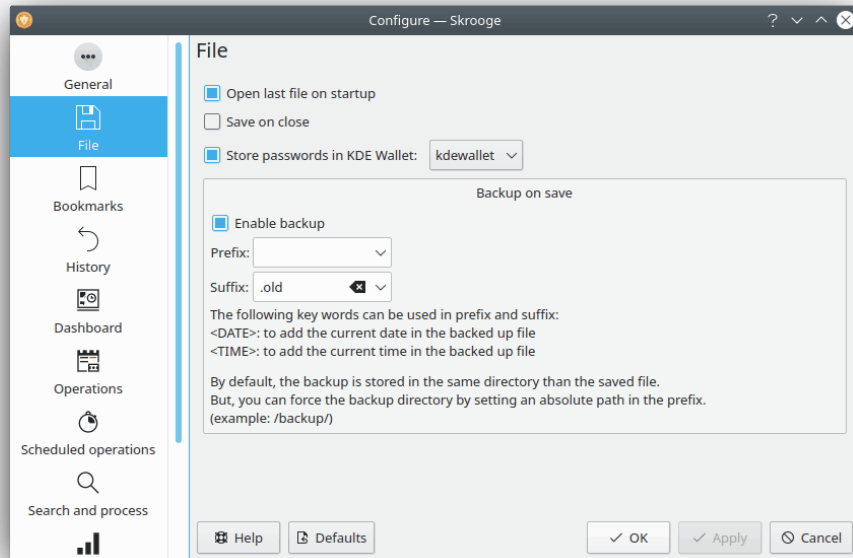 Configure — Skrooge
General
File
Bookmarks
History
Dashboard
Operations
Scheduled operations
Search and process
File
Open last file on startup
Save on close
Store passwords in KDE Wallet: kdewallet
Backup on save
Enable backup
Prefix:
Suffix: .old
The following key words can be used in prefix and suffix:
<DATE>: to add the current date in the backed up file
<TIME>: to add the current time in the backed up file
By default, the backup is stored in the same directory than the saved file.
But, you can force the backup directory by setting an absolute path in the prefix.
(example: /backup/)
Help Defaults OK Apply Cancel